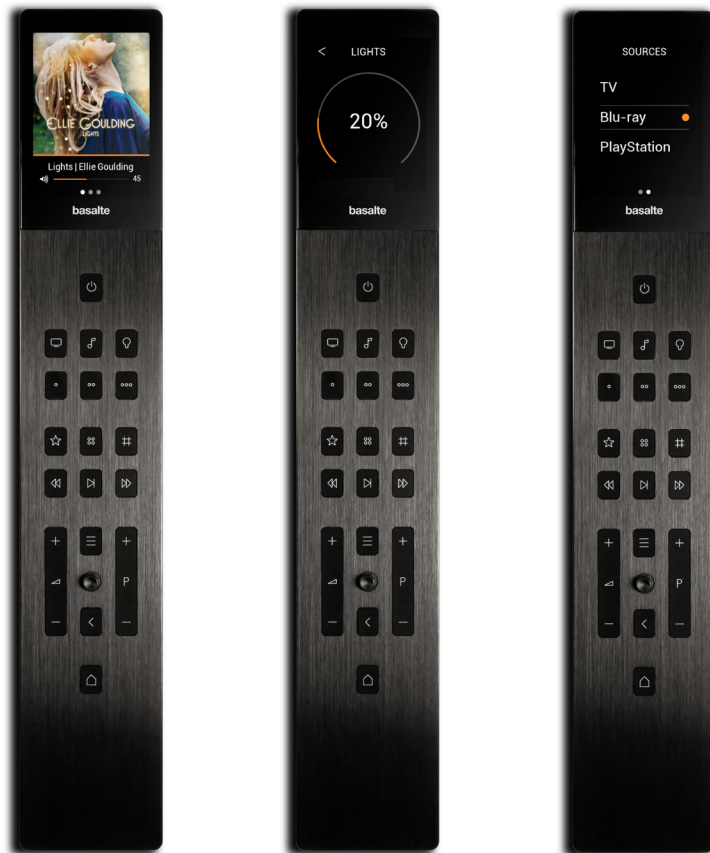 ELLIE GOULDING
LIGHTS
Lights | Ellie Goulding
45
basalte
P
< LIGHTS
20%
basalte
P
SOURCES
TV
Blu-ray
PlayStation
basalte
P